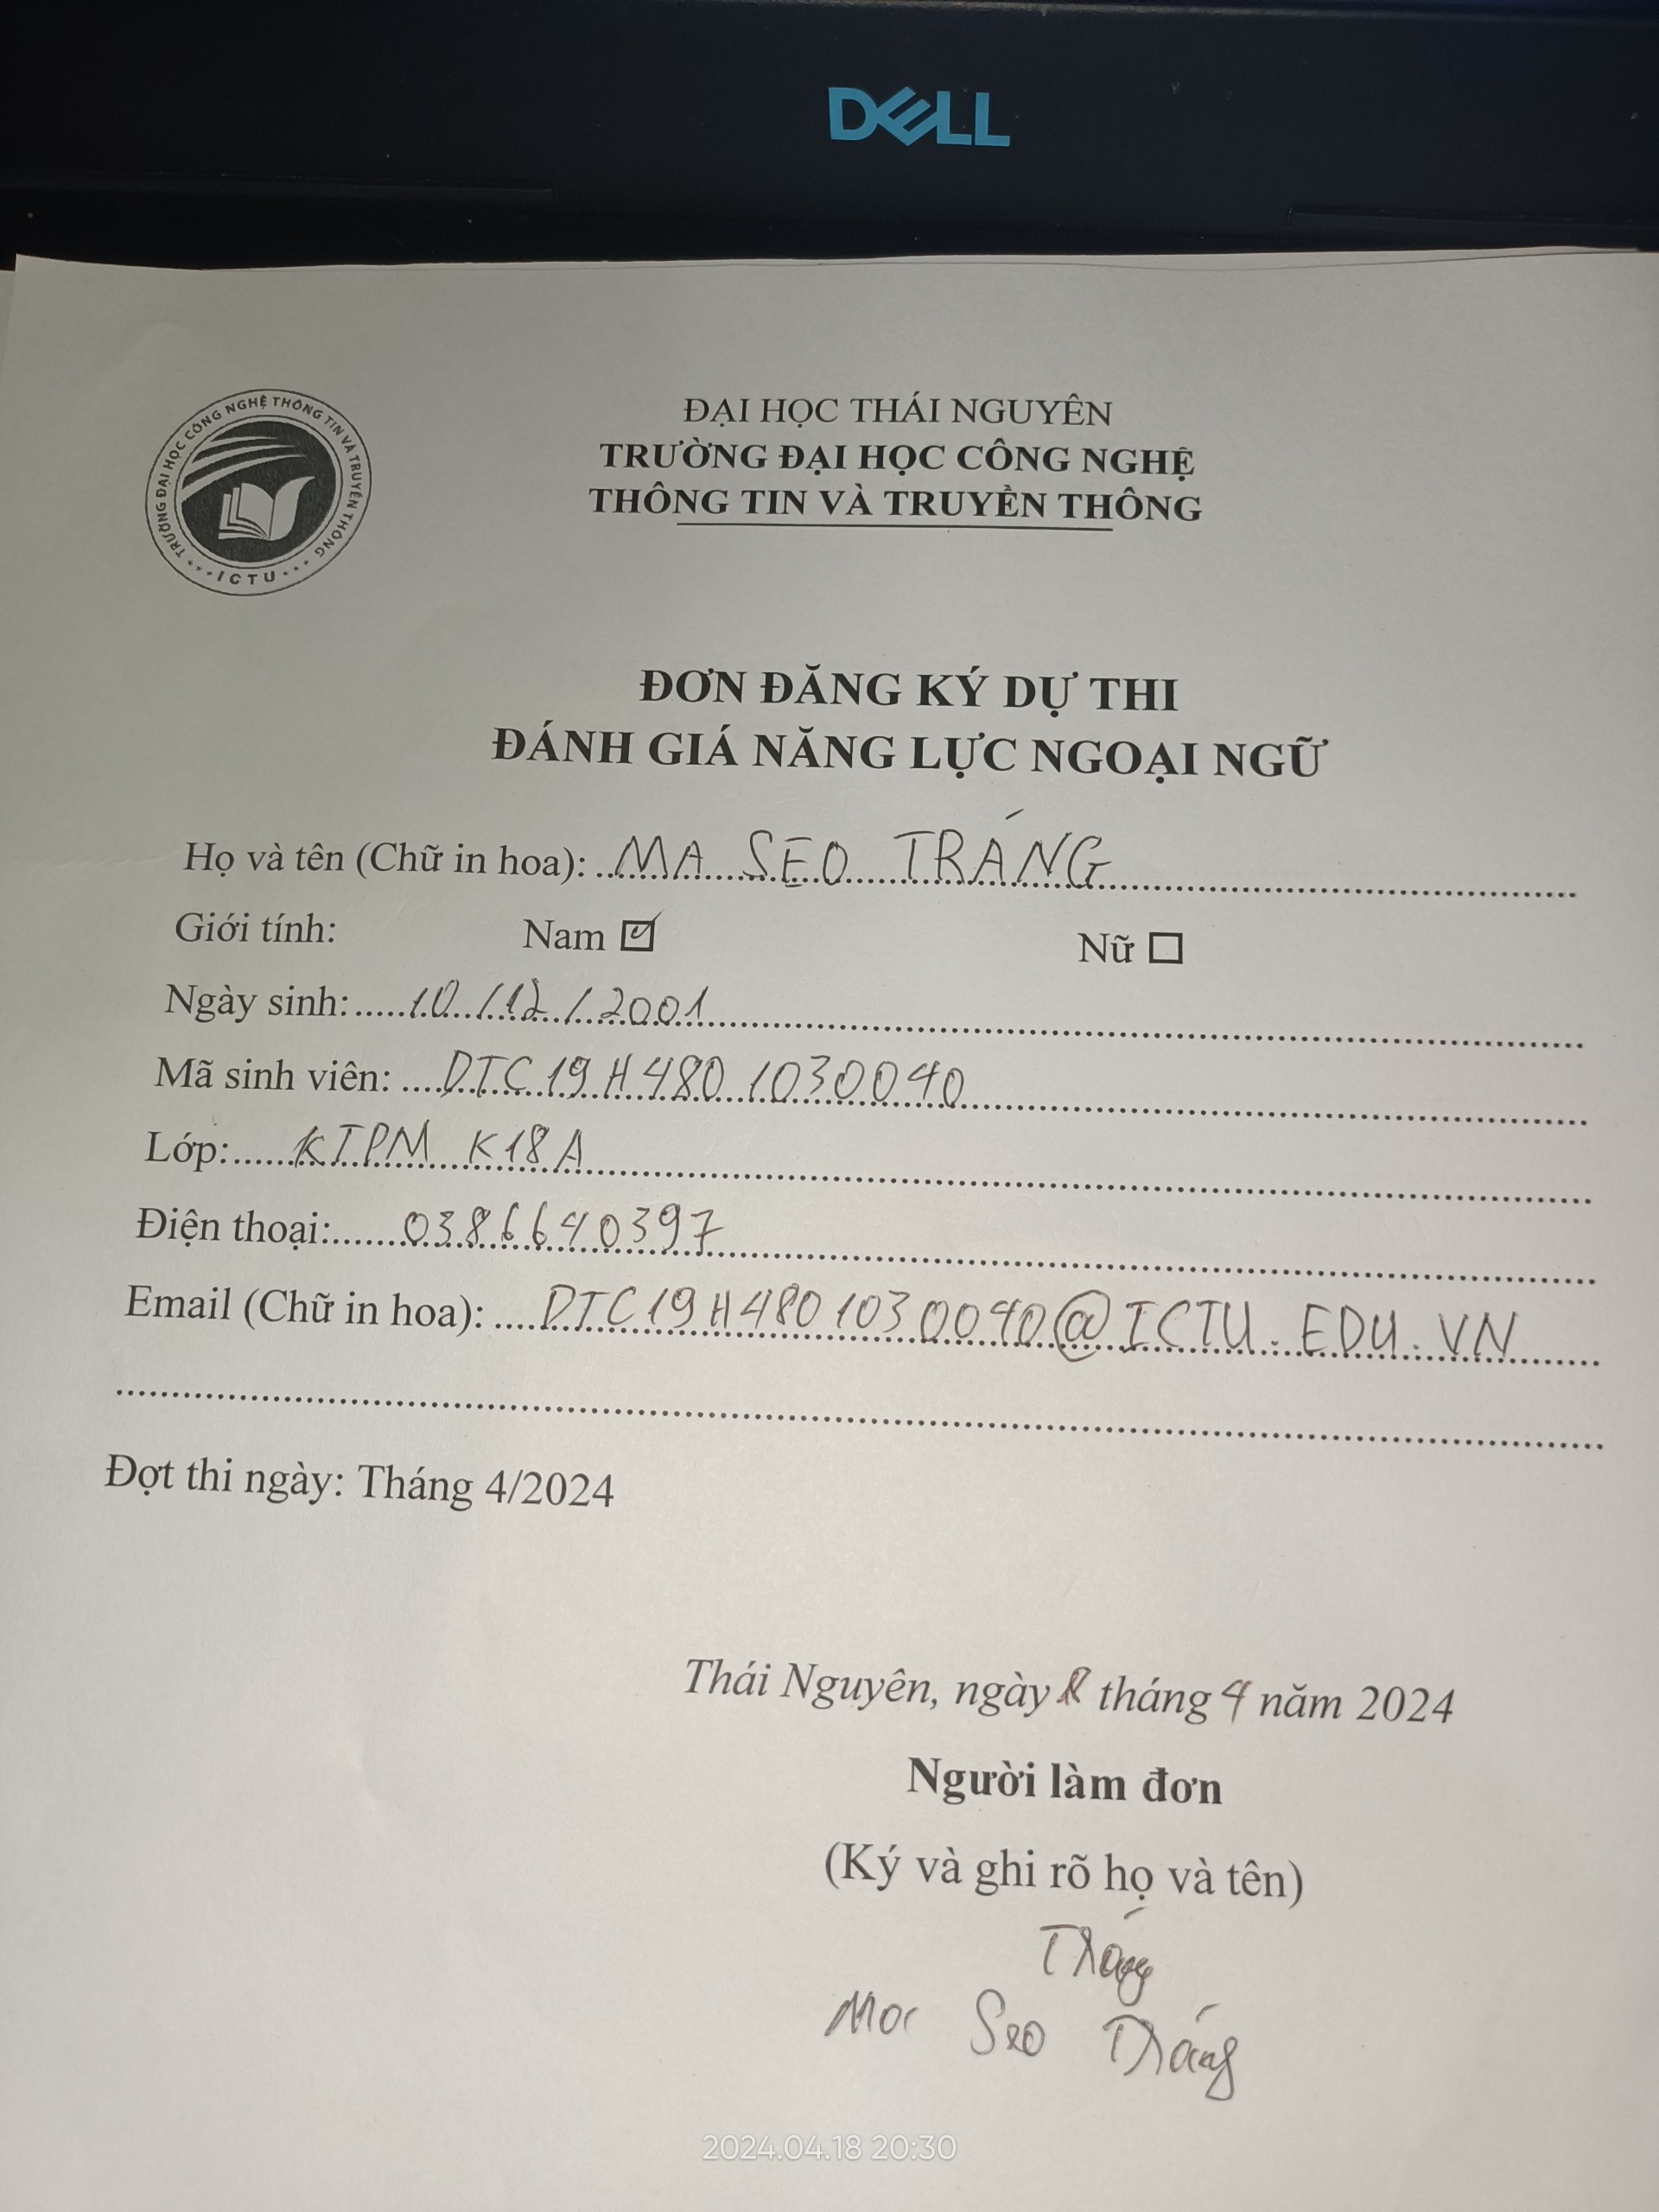 DELL
TRƯỜNG ĐẠI HỌC CÔNG NGHỆ THÔNG TIN VÀ TRUYỀN THÔNG
ICTU
ĐẠI HỌC THÁI NGUYÊN
TRƯỜNG ĐẠI HỌC CÔNG NGHỆ
THÔNG TIN VÀ TRUYỀN THÔNG
ĐƠN ĐĂNG KÝ DỰ THI
ĐÁNH GIÁ NĂNG LỰC NGOẠI NGỮ
Họ và tên (Chữ in hoa): MA SEO TRÁNG
Giới tính: Nam ☑ Nữ ☐
Ngày sinh: 10/12/2001
Mã sinh viên: DTC19H4801030040
Lớp: KTPM K18A
Điện thoại: 0386640397
Email (Chữ in hoa): DTC19H4801030040@ICTU.EDU.VN
Đợt thi ngày: Tháng 4/2024
Thái Nguyên, ngày tháng 4 năm 2024
Người làm đơn
(Ký và ghi rõ họ và tên)
Tráng
Ma Seo Tráng
2024.04.18 20:30